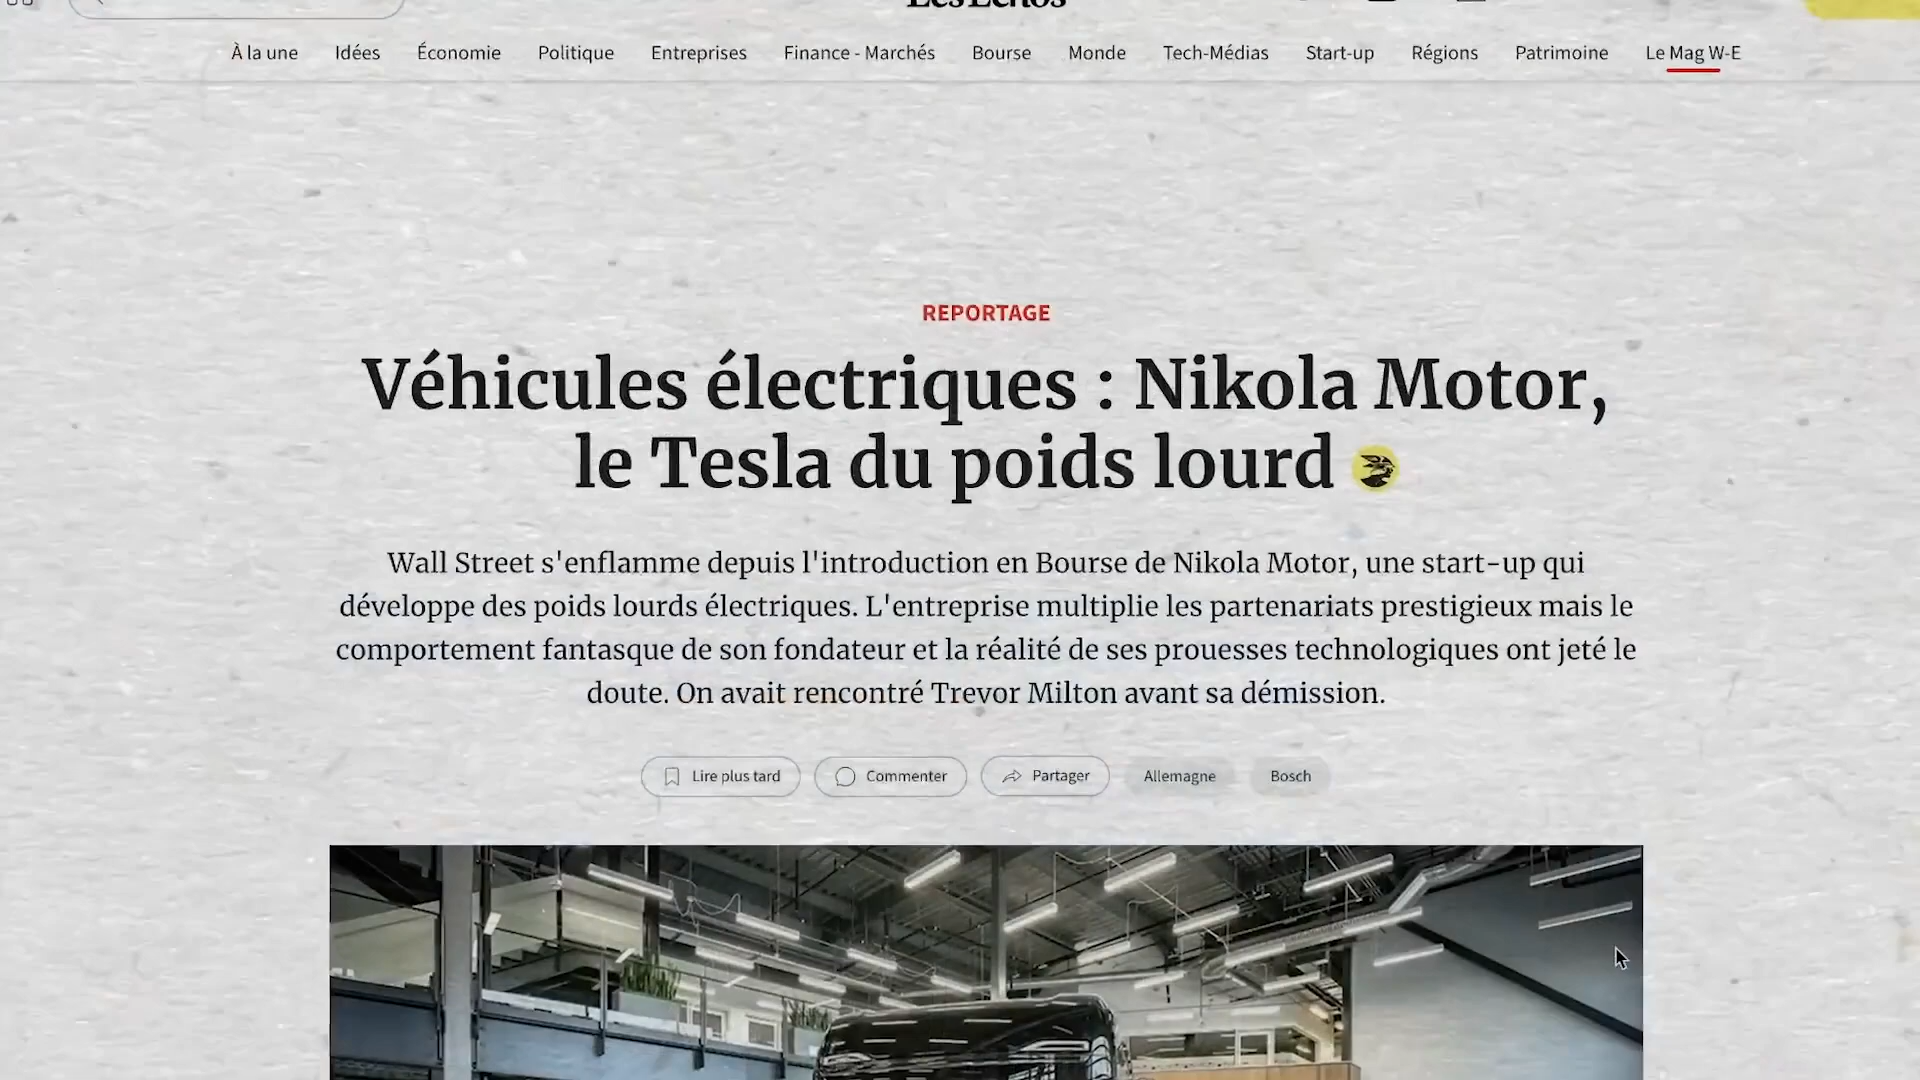 Les Echos
À la une Idées Économie Politique Entreprises Finance - Marchés Bourse Monde Tech-Médias Start-up Régions Patrimoine Le Mag W-E
REPORTAGE
Véhicules électriques : Nikola Motor,
le Tesla du poids lourd
Wall Street s'enflamme depuis l'introduction en Bourse de Nikola Motor, une start-up qui
développe des poids lourds électriques. L'entreprise multiplie les partenariats prestigieux mais le
comportement fantasque de son fondateur et la réalité de ses prouesses technologiques ont jeté le
doute. On avait rencontré Trevor Milton avant sa démission.
Lire plus tard Commenter Partager Allemagne Bosch